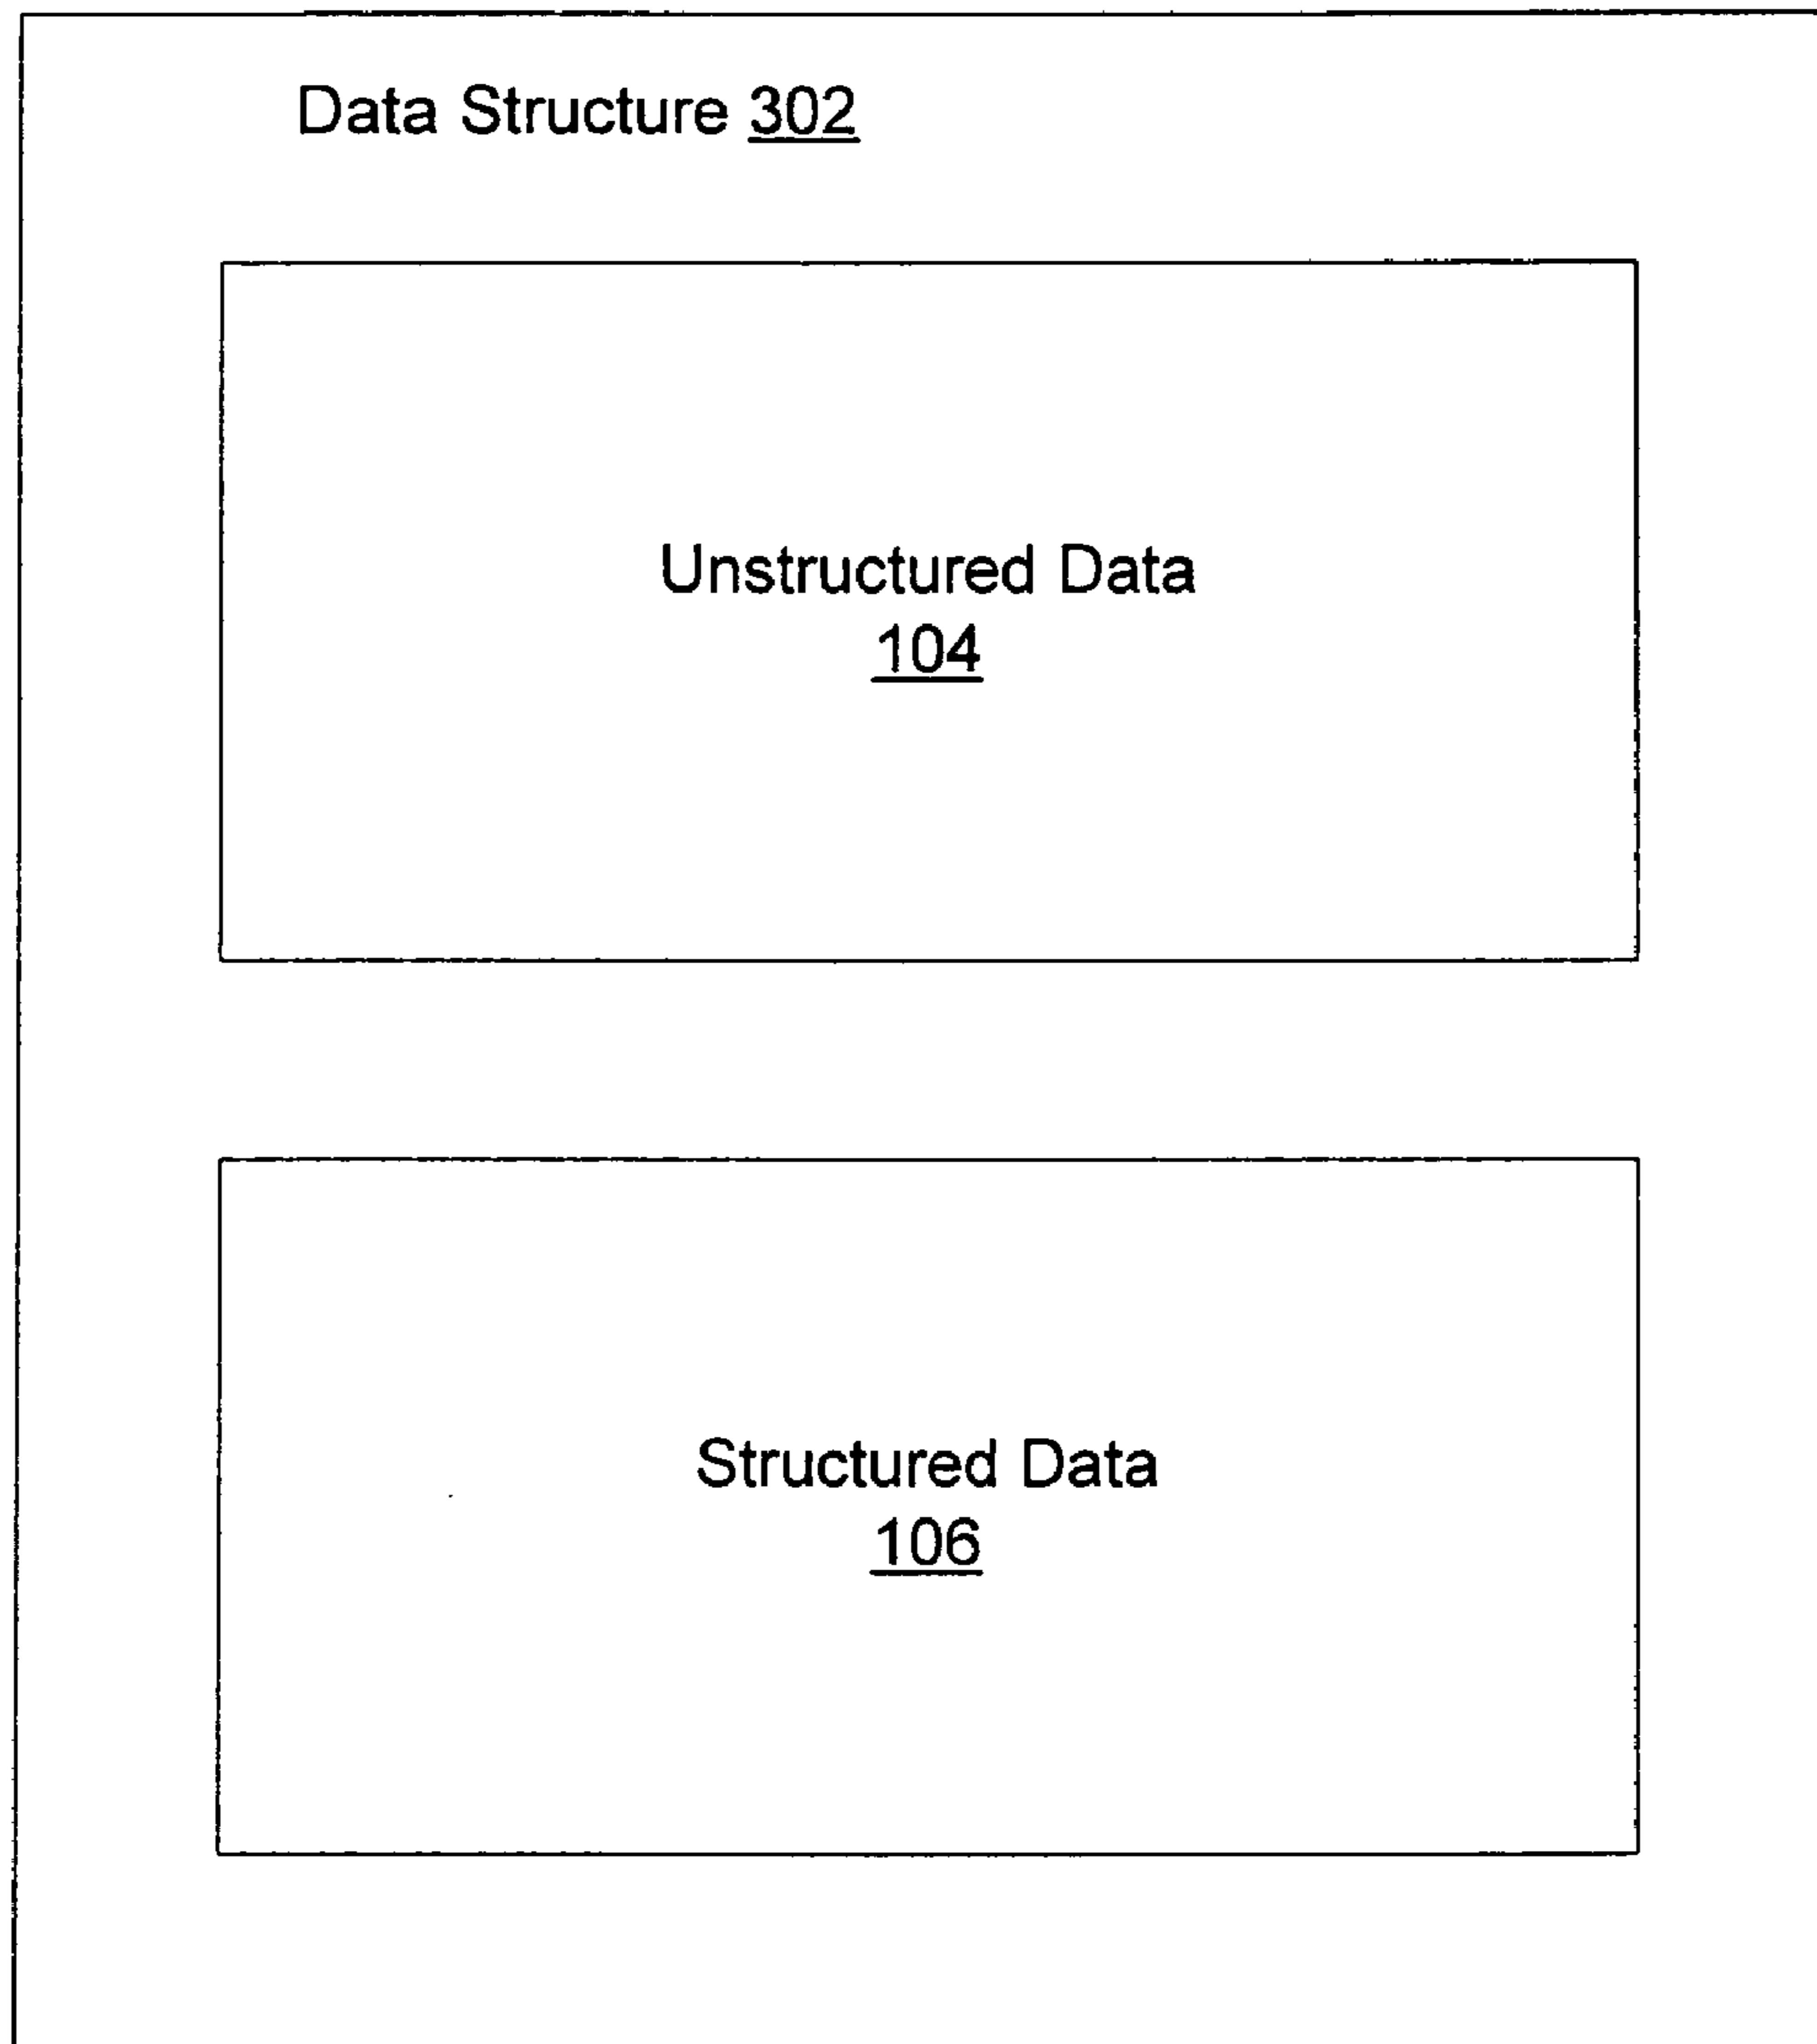 Data Structure 302
Unstructured Data
104
Structured Data
106